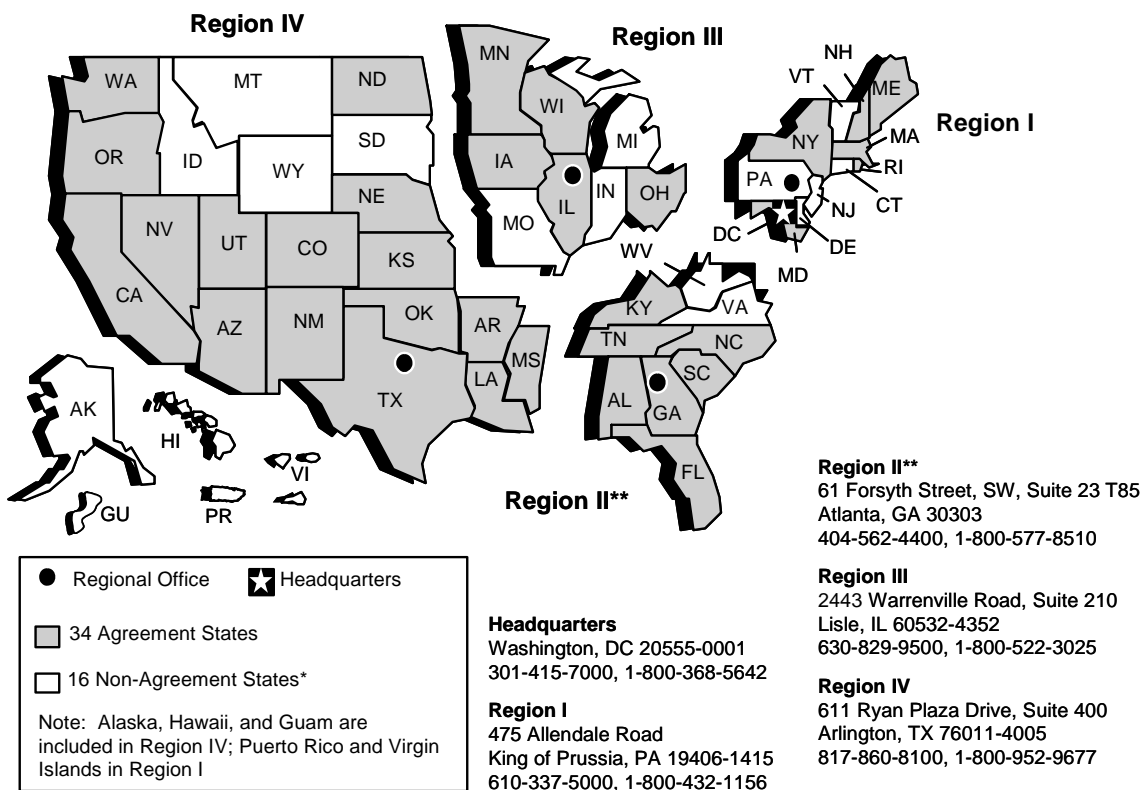 Region IV
Region III
Region I
Region II**
WA
MT
ND
OR
ID
SD
WY
NE
NV
UT
CO
KS
CA
AZ
NM
OK
TX
AR
LA
MS
AK
HI
GU
PR
VI
MN
WI
MI
IA
IL
IN
OH
MO
WV
KY
VA
TN
NC
SC
AL
GA
FL
NH
VT
ME
NY
MA
RI
PA
CT
NJ
DC
DE
MD
Regional Office
Headquarters
34 Agreement States
16 Non-Agreement States*
Note: Alaska, Hawaii, and Guam are
included in Region IV; Puerto Rico and Virgin
Islands in Region I
Headquarters
Washington, DC 20555-0001
301-415-7000, 1-800-368-5642
Region I
475 Allendale Road
King of Prussia, PA 19406-1415
610-337-5000, 1-800-432-1156
Region II**
61 Forsyth Street, SW, Suite 23 T85
Atlanta, GA 30303
404-562-4400, 1-800-577-8510
Region III
2443 Warrenville Road, Suite 210
Lisle, IL 60532-4352
630-829-9500, 1-800-522-3025
Region IV
611 Ryan Plaza Drive, Suite 400
Arlington, TX 76011-4005
817-860-8100, 1-800-952-9677